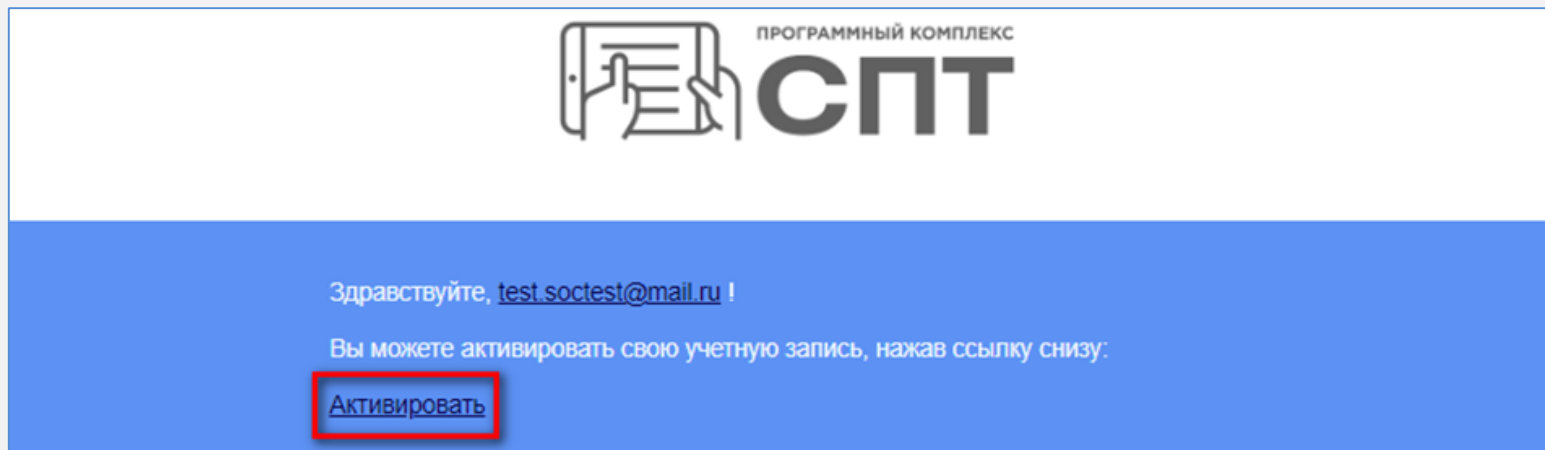 ПРОГРАММНЫЙ КОМПЛЕКС
СПТ
Здравствуйте, test.soctest@mail.ru !
Вы можете активировать свою учетную запись, нажав ссылку снизу:
Активировать